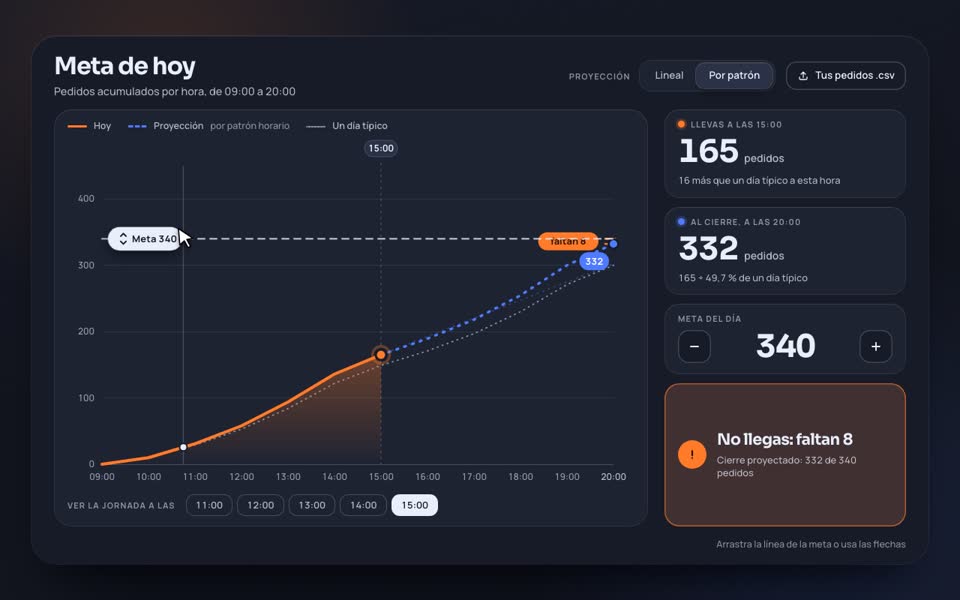 Meta de hoy
Pedidos acumulados por hora, de 09:00 a 20:00
PROYECCIÓN
Lineal
Por patrón
Tus pedidos .csv
Hoy
Proyección por patrón horario
Un día típico
15:00
400
300
200
100
0
Meta 340
faltan 8
332
09:00 10:00 11:00 12:00 13:00 14:00 15:00 16:00 17:00 18:00 19:00 20:00
VER LA JORNADA A LAS 11:00 12:00 13:00 14:00 15:00
LLEVAS A LAS 15:00
165 pedidos
16 más que un día típico a esta hora
AL CIERRE, A LAS 20:00
332 pedidos
165 ÷ 49,7 % de un día típico
META DEL DÍA
− 340 +
!
No llegas: faltan 8
Cierre proyectado: 332 de 340
pedidos
Arrastra la línea de la meta o usa las flechas